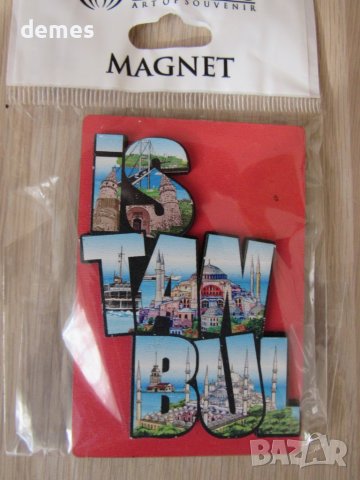 ART OF SOUVENIR
demes
MAGNET
iS
TAN
BUL
BAZAR